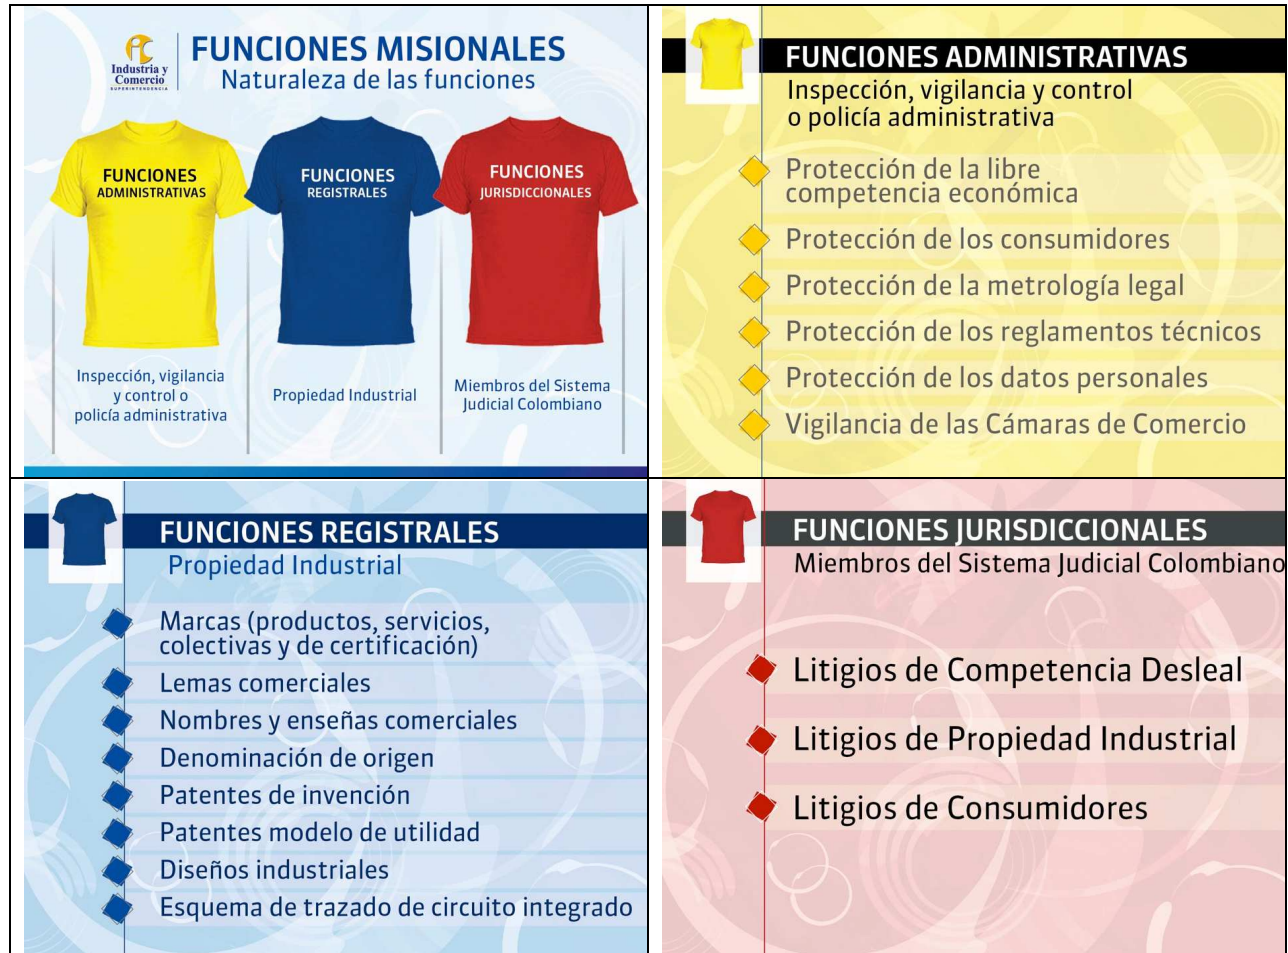 Industria y
Comercio
SUPERINTENDENCIA
FUNCIONES MISIONALES
Naturaleza de las funciones
FUNCIONES
ADMINISTRATIVAS
FUNCIONES
REGISTRALES
FUNCIONES
JURISDICCIONALES
Inspección, vigilancia
y control o
policía administrativa
Propiedad Industrial
Miembros del Sistema
Judicial Colombiano
FUNCIONES ADMINISTRATIVAS
Inspección, vigilancia y control
o policía administrativa
Protección de la libre
competencia económica
Protección de los consumidores
Protección de la metrología legal
Protección de los reglamentos técnicos
Protección de los datos personales
Vigilancia de las Cámaras de Comercio
FUNCIONES REGISTRALES
Propiedad Industrial
Marcas (productos, servicios,
colectivas y de certificación)
Lemas comerciales
Nombres y enseñas comerciales
Denominación de origen
Patentes de invención
Patentes modelo de utilidad
Diseños industriales
Esquema de trazado de circuito integrado
FUNCIONES JURISDICCIONALES
Miembros del Sistema Judicial Colombiano
Litigios de Competencia Desleal
Litigios de Propiedad Industrial
Litigios de Consumidores